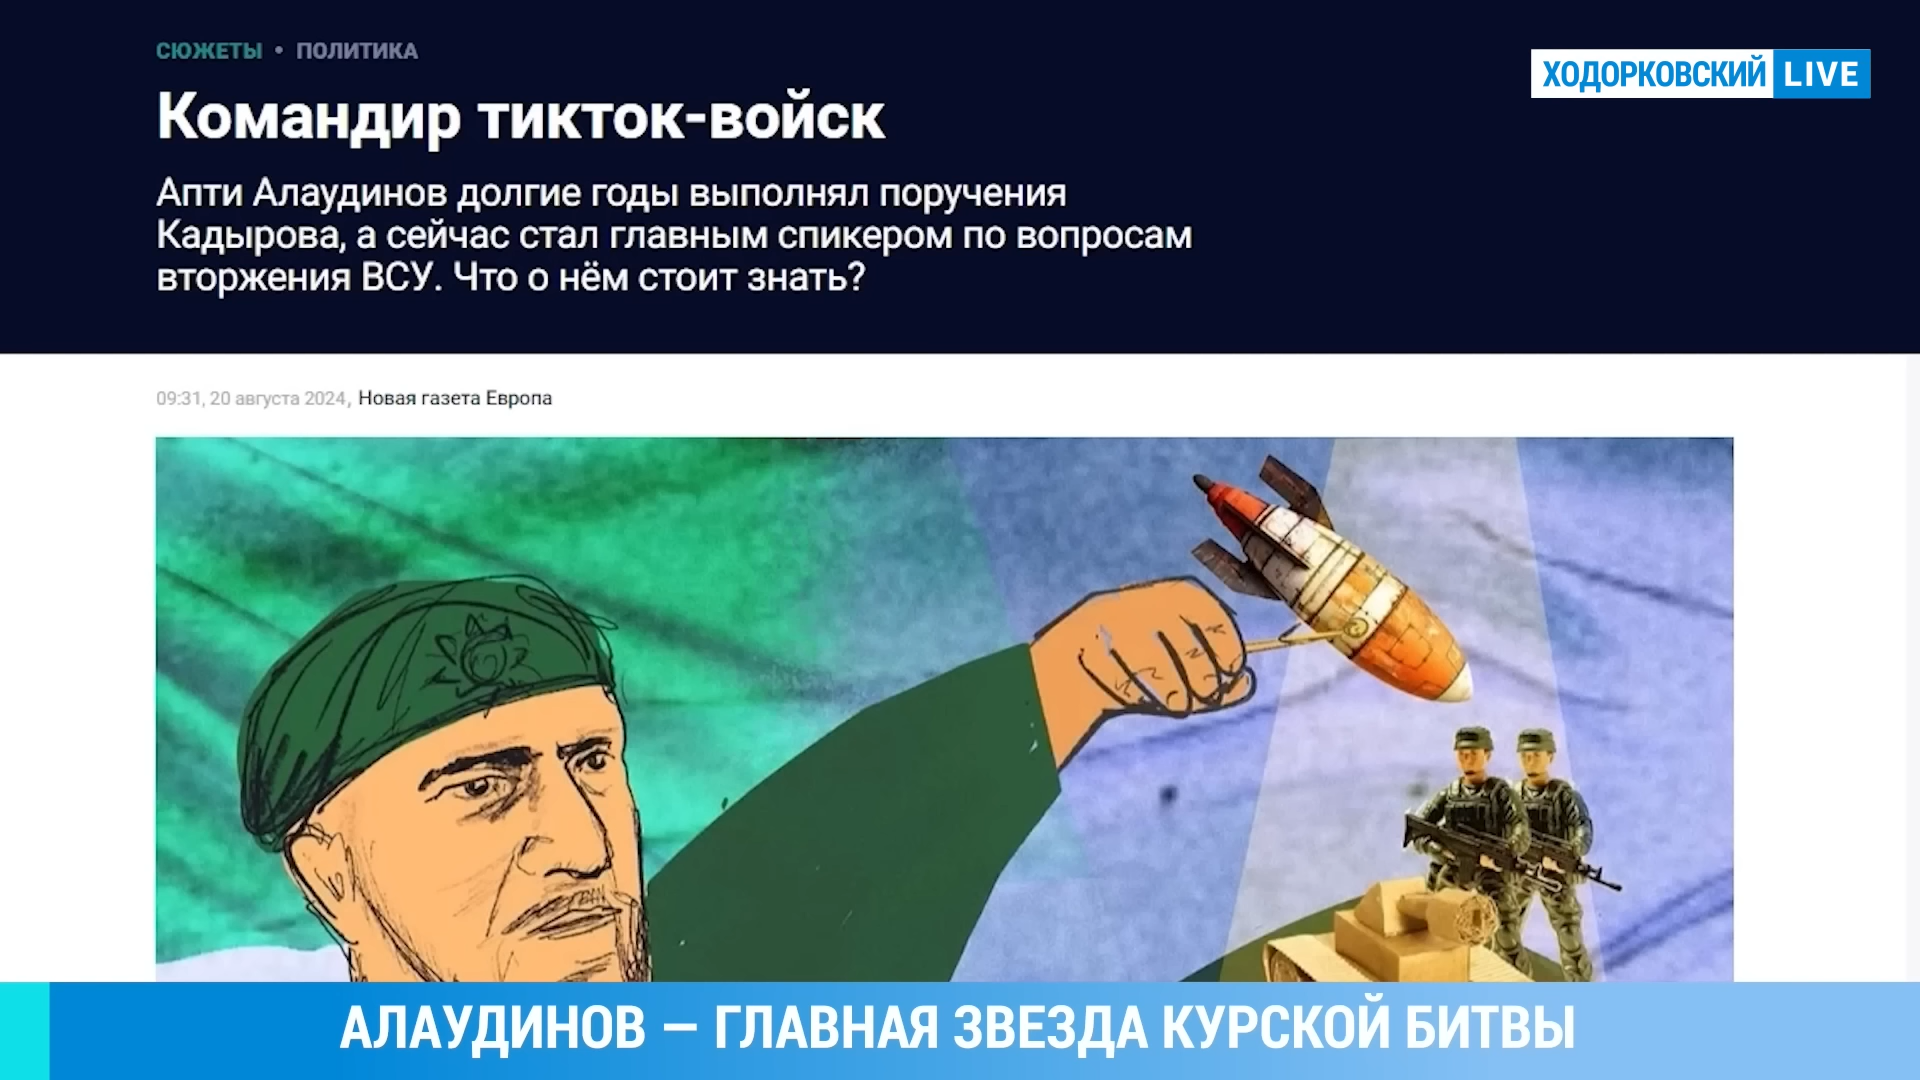 СЮЖЕТЫ • ПОЛИТИКА
ХОДОРКОВСКИЙ LIVE
Командир тикток-войск
Апти Алаудинов долгие годы выполнял поручения
Кадырова, а сейчас стал главным спикером по вопросам
вторжения ВСУ. Что о нём стоит знать?
09:31, 20 августа 2024, Новая газета Европа
АЛАУДИНОВ — ГЛАВНАЯ ЗВЕЗДА КУРСКОЙ БИТВЫ